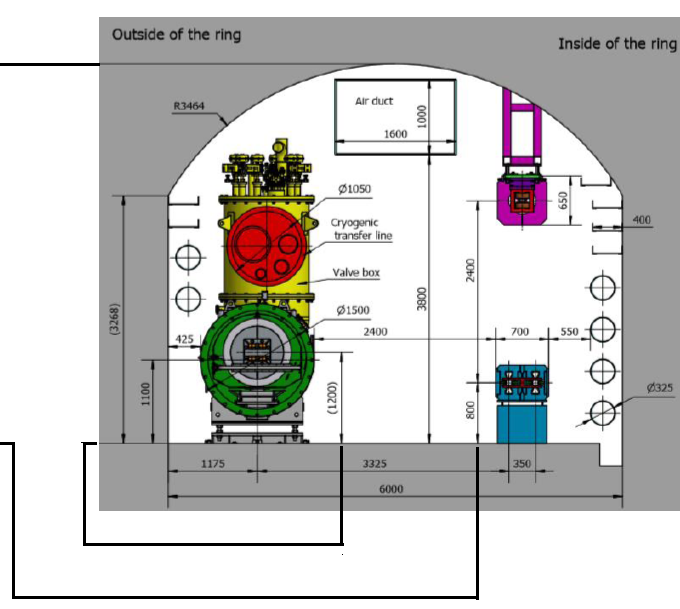 Outside of the ring
Inside of the ring
R3464
Air duct
1000
1600
Ø1050
650
Cryogenic
transfer line
400
Valve box
2400
3800
(3268)
Ø1500
425
2400
700
550
1100
(1200)
800
Ø325
1175
3325
350
6000